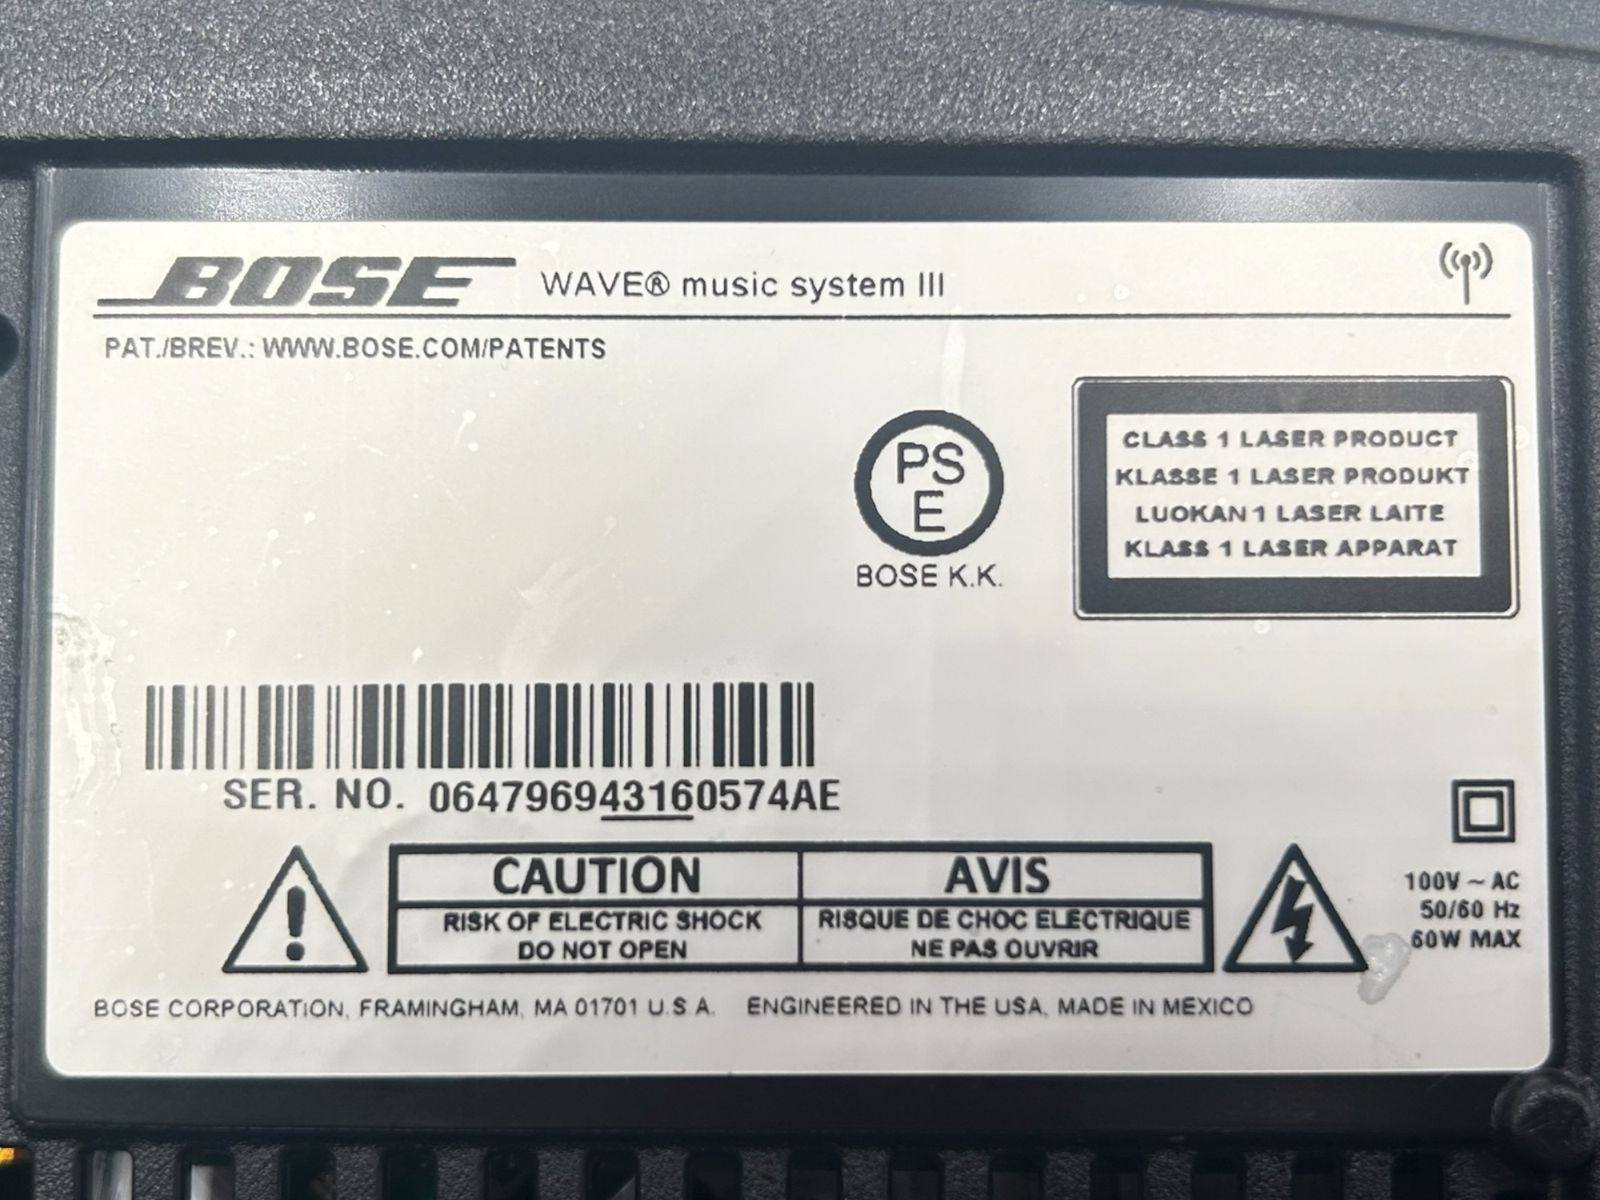 BOSE WAVE® music system III
PAT./BREV.: WWW.BOSE.COM/PATENTS
PS
E
BOSE K.K.
CLASS 1 LASER PRODUCT
KLASSE 1 LASER PRODUKT
LUOKAN 1 LASER LAITE
KLASS 1 LASER APPARAT
SER. NO. 064796943160574AE
CAUTION
RISK OF ELECTRIC SHOCK
DO NOT OPEN
AVIS
RISQUE DE CHOC ELECTRIQUE
NE PAS OUVRIR
100V ~ AC
50/60 Hz
60W MAX
BOSE CORPORATION, FRAMINGHAM, MA 01701 U.S.A. ENGINEERED IN THE USA, MADE IN MEXICO